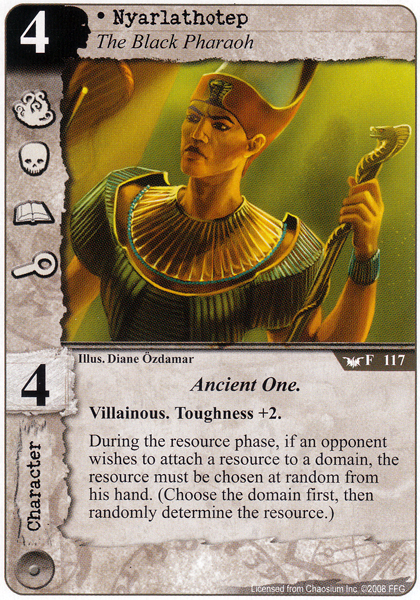 4
• Nyarlathotep
The Black Pharaoh
Illus. Diane Özdamar
F 117
4
Character
Ancient One.
Villainous. Toughness +2.
During the resource phase, if an opponent
wishes to attach a resource to a domain, the
resource must be chosen at random from
his hand. (Choose the domain first, then
randomly determine the resource.)
Licensed from Chaosium Inc. ©2008 FFG